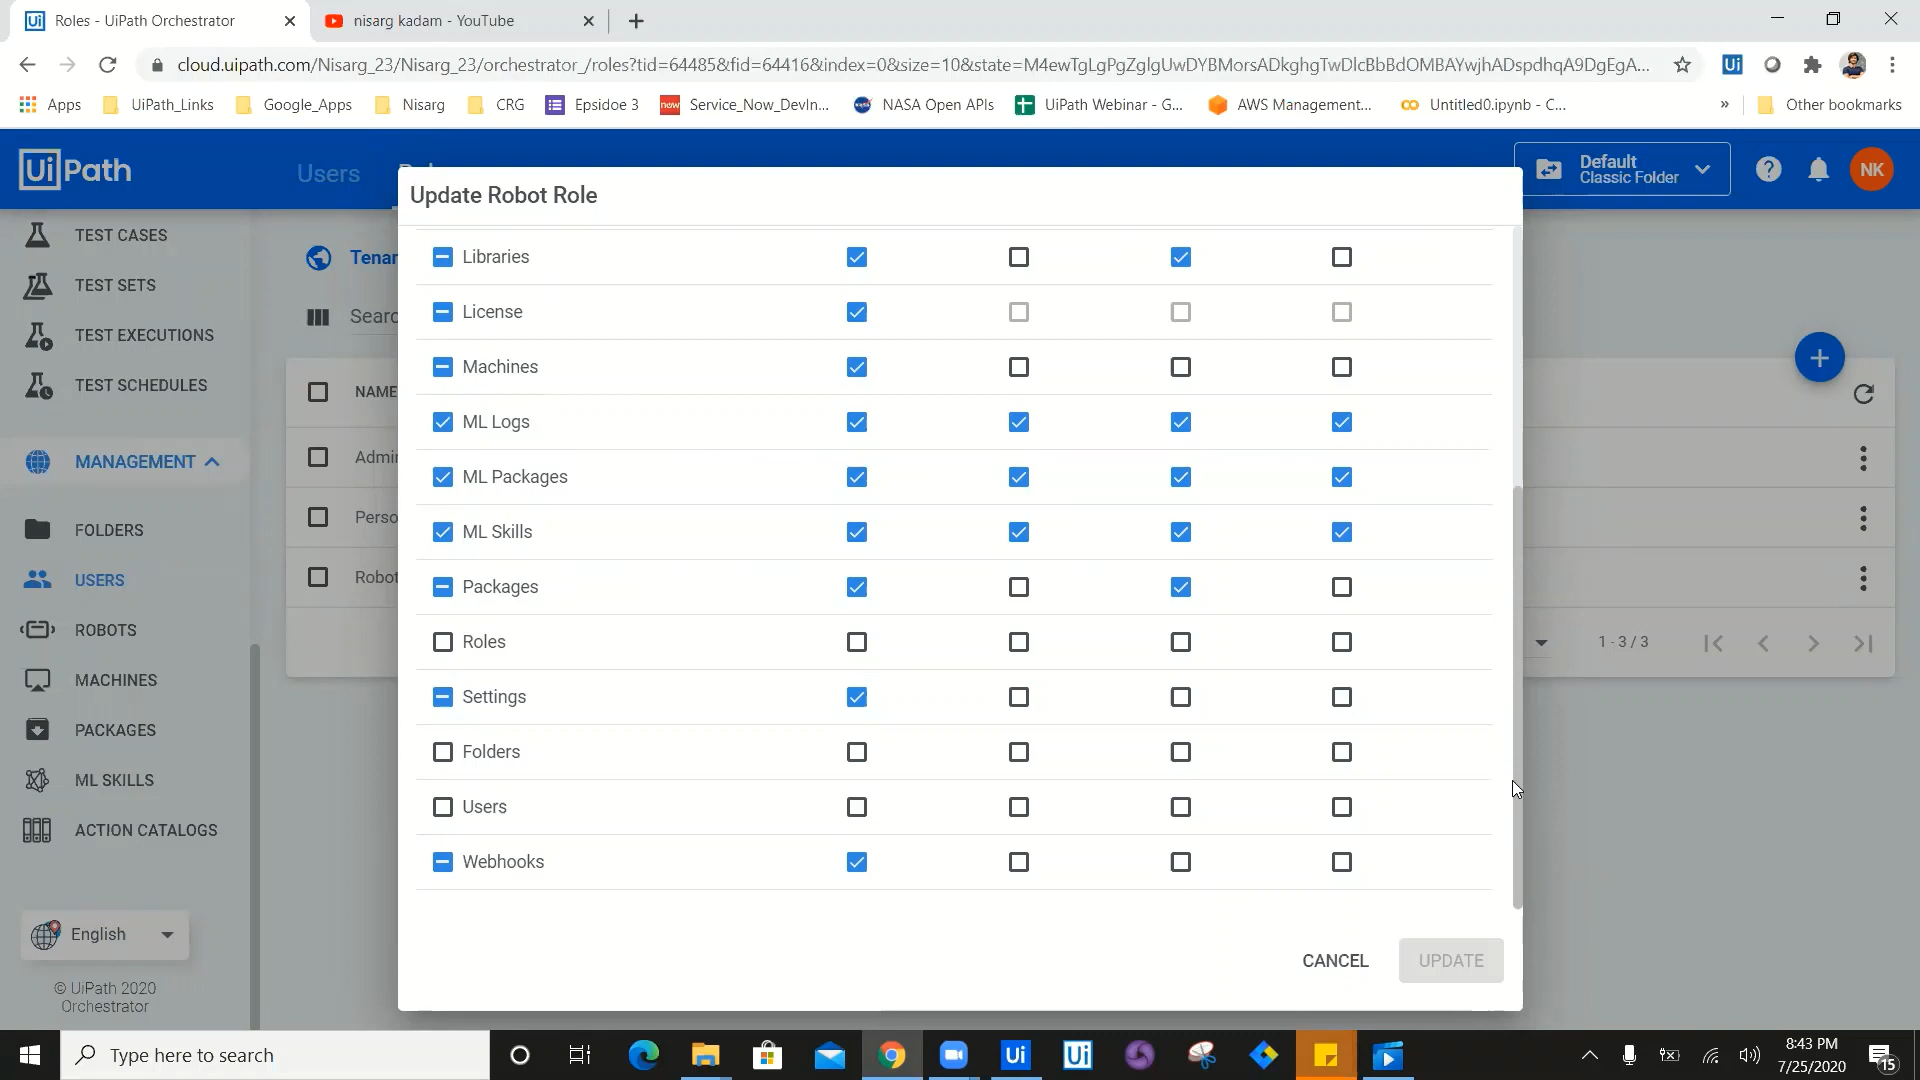 Roles - UiPath Orchestrator
nisarg kadam - YouTube
cloud.uipath.com/Nisarg_23/Nisarg_23/orchestrator_/roles?tid=64485&fid=64416&index=0&size=10&state=M4ewTgLgPgZglgUwDYBMorsADkghgTwDlcBbBdOMBAYwjhADspdhqA9DgEgA...
Apps
UiPath_Links
Google_Apps
Nisarg
CRG
Epsidoe 3
Service_Now_DevIn...
NASA Open APIs
UiPath Webinar - G...
AWS Management...
Untitled0.ipynb - C...
Other bookmarks
UiPath
Users
Default
Classic Folder
NK
Update Robot Role
TEST CASES
TEST SETS
TEST EXECUTIONS
TEST SCHEDULES
MANAGEMENT
FOLDERS
USERS
ROBOTS
MACHINES
PACKAGES
ML SKILLS
ACTION CATALOGS
English
© UiPath 2020
Orchestrator
Tenan
Searc
NAME
Admi
Perso
Robot
Libraries
License
Machines
ML Logs
ML Packages
ML Skills
Packages
Roles
Settings
Folders
Users
Webhooks
1 - 3 / 3
CANCEL
UPDATE
Type here to search
8:43 PM
7/25/2020
15